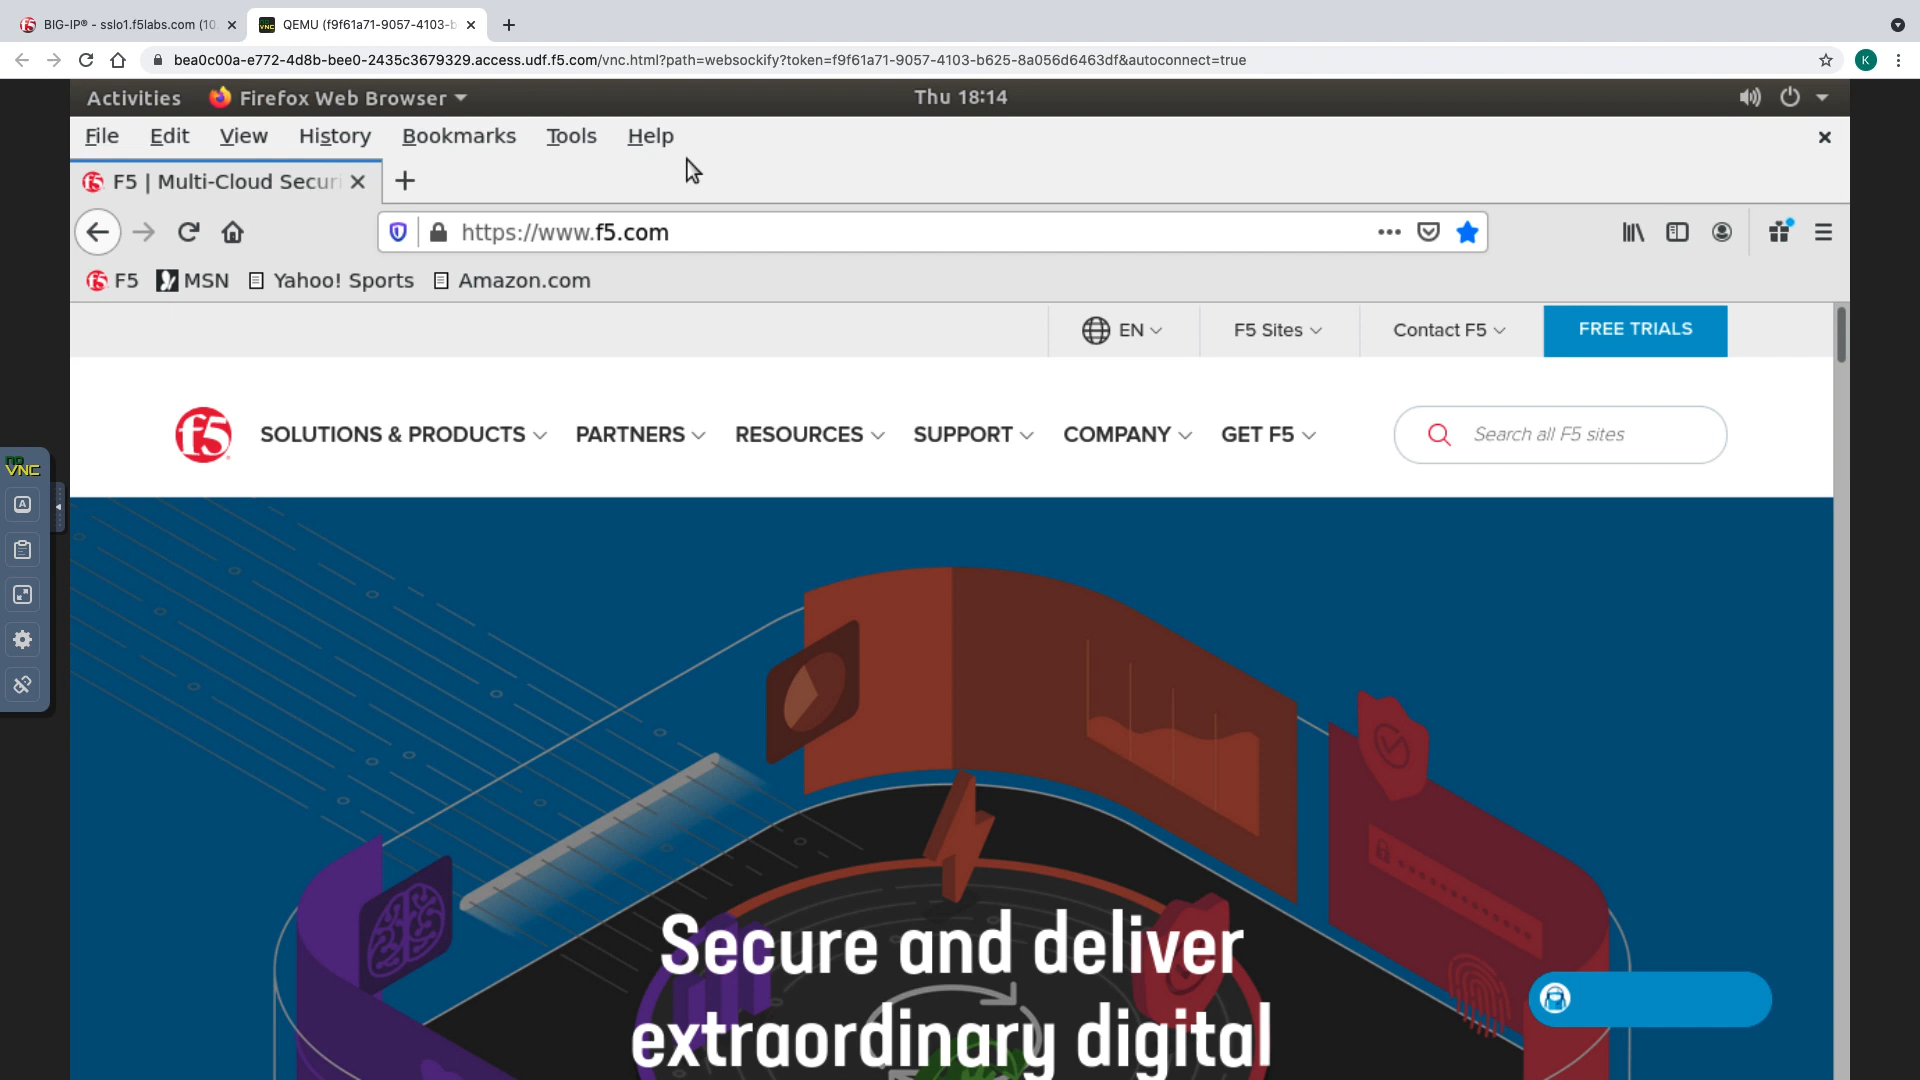 BIG-IP® - sslo1.f5labs.com (10.
QEMU (f9f61a71-9057-4103-b
bea0c00a-e772-4d8b-bee0-2435c3679329.access.udf.f5.com/vnc.html?path=websockify?token=f9f61a71-9057-4103-b625-8a056d6463df&autoconnect=true
K
Activities Firefox Web Browser Thu 18:14
File Edit View History Bookmarks Tools Help
F5 | Multi-Cloud Securi
https://www.f5.com
F5 MSN Yahoo! Sports Amazon.com
EN F5 Sites Contact F5 FREE TRIALS
f5 SOLUTIONS & PRODUCTS PARTNERS RESOURCES SUPPORT COMPANY GET F5 Search all F5 sites
no
VNC
A
Secure and deliver
extraordinary digital